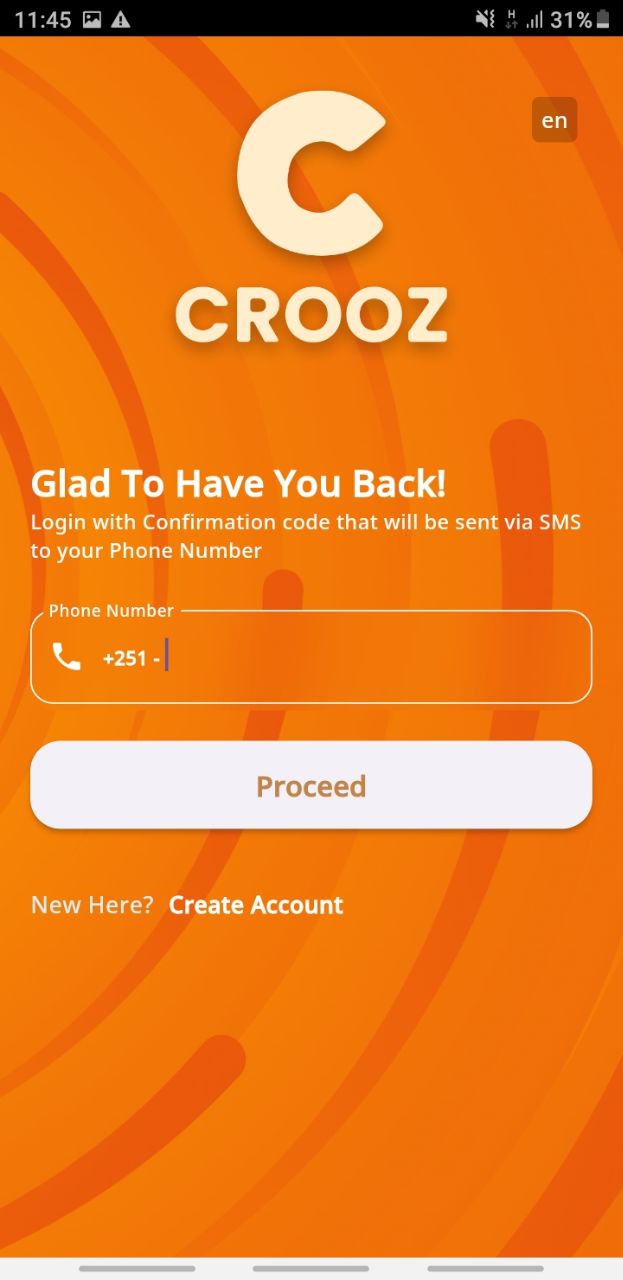 11:45 H 31%
en
C
CROOZ
Glad To Have You Back!
Login with Confirmation code that will be sent via SMS
to your Phone Number
Phone Number
+251 -
Proceed
New Here? Create Account